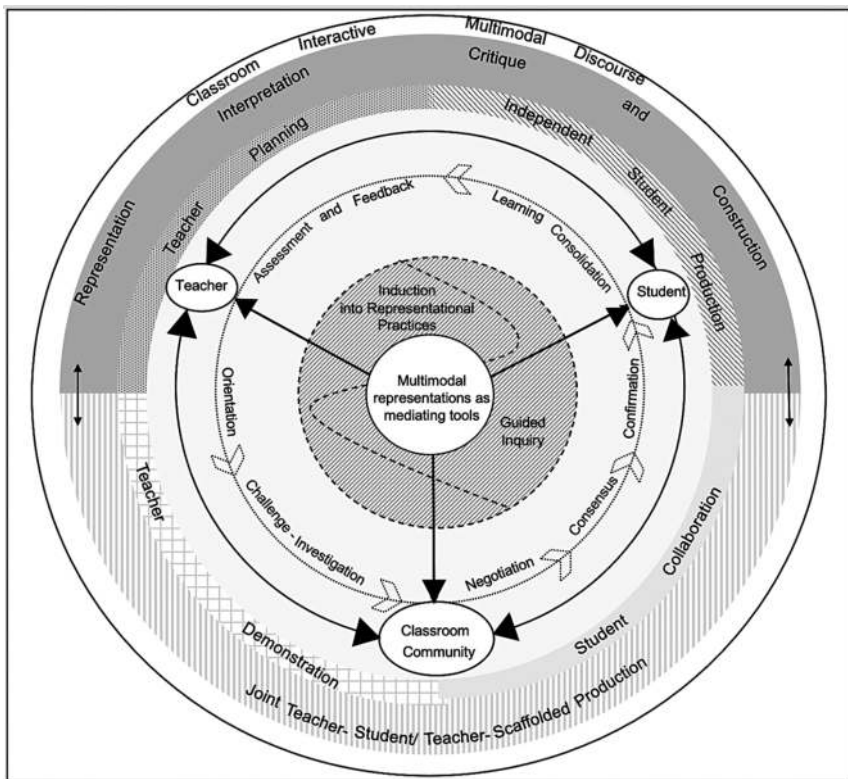 Classroom Interactive Multimodal Discourse and
Representation Interpretation Critique Construction
Teacher Planning
Independent Student Production
Assessment and Feedback
Learning Consolidation
Teacher
Student
Induction
into Representational
Practices
Multimodal
representations as
mediating tools
Guided
Inquiry
Orientation
Challenge - Investigation
Negotiation
Consensus
Confirmation
Classroom
Community
Teacher Demonstration
Student Collaboration
Joint Teacher- Student/ Teacher- Scaffolded Production